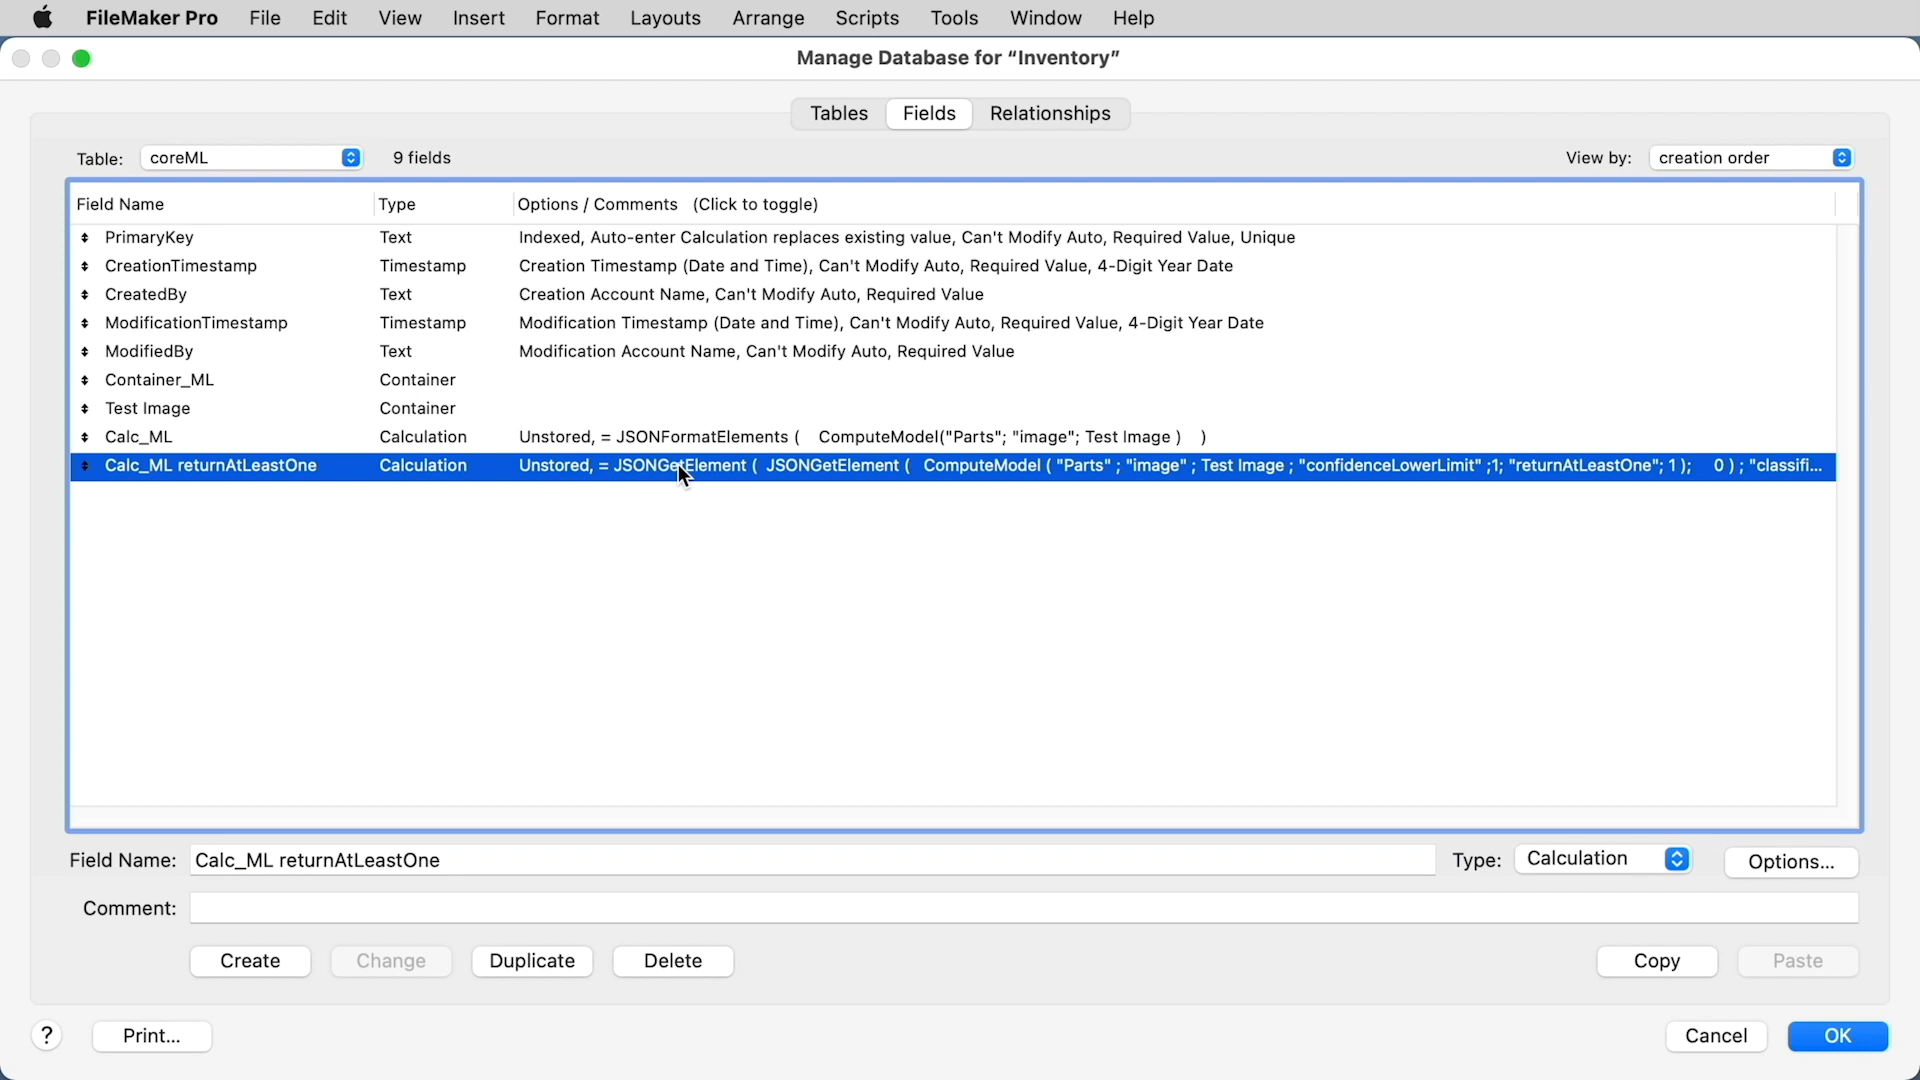 FileMaker Pro File Edit View Insert Format Layouts Arrange Scripts Tools Window Help
Manage Database for “Inventory”
Tables Fields Relationships
Table: coreML 9 fields View by: creation order
Field Name Type Options / Comments (Click to toggle)
PrimaryKey Text Indexed, Auto-enter Calculation replaces existing value, Can't Modify Auto, Required Value, Unique
CreationTimestamp Timestamp Creation Timestamp (Date and Time), Can't Modify Auto, Required Value, 4-Digit Year Date
CreatedBy Text Creation Account Name, Can't Modify Auto, Required Value
ModificationTimestamp Timestamp Modification Timestamp (Date and Time), Can't Modify Auto, Required Value, 4-Digit Year Date
ModifiedBy Text Modification Account Name, Can't Modify Auto, Required Value
Container_ML Container
Test Image Container
Calc_ML Calculation Unstored, = JSONFormatElements ( ComputeModel("Parts"; "image"; Test Image ) )
Calc_ML returnAtLeastOne Calculation Unstored, = JSONGetElement ( JSONGetElement ( ComputeModel ( "Parts" ; "image" ; Test Image ; "confidenceLowerLimit" ;1; "returnAtLeastOne"; 1 ); 0 ) ; "classifi...
Field Name: Calc_ML returnAtLeastOne Type: Calculation Options...
Comment:
Create Change Duplicate Delete Copy Paste
? Print... Cancel OK